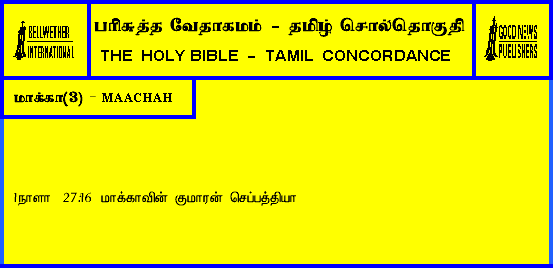 BELLWETHER
INTERNATIONAL
பரிசுத்த வேதாகமம் - தமிழ் சொல்தொகுதி
THE HOLY BIBLE - TAMIL CONCORDANCE
GOOD NEWS
PUBLISHERS
மாக்கா(3) - MAACHAH
1நாளா 27:16 மாக்காவின் குமாரன் செப்பத்தியா